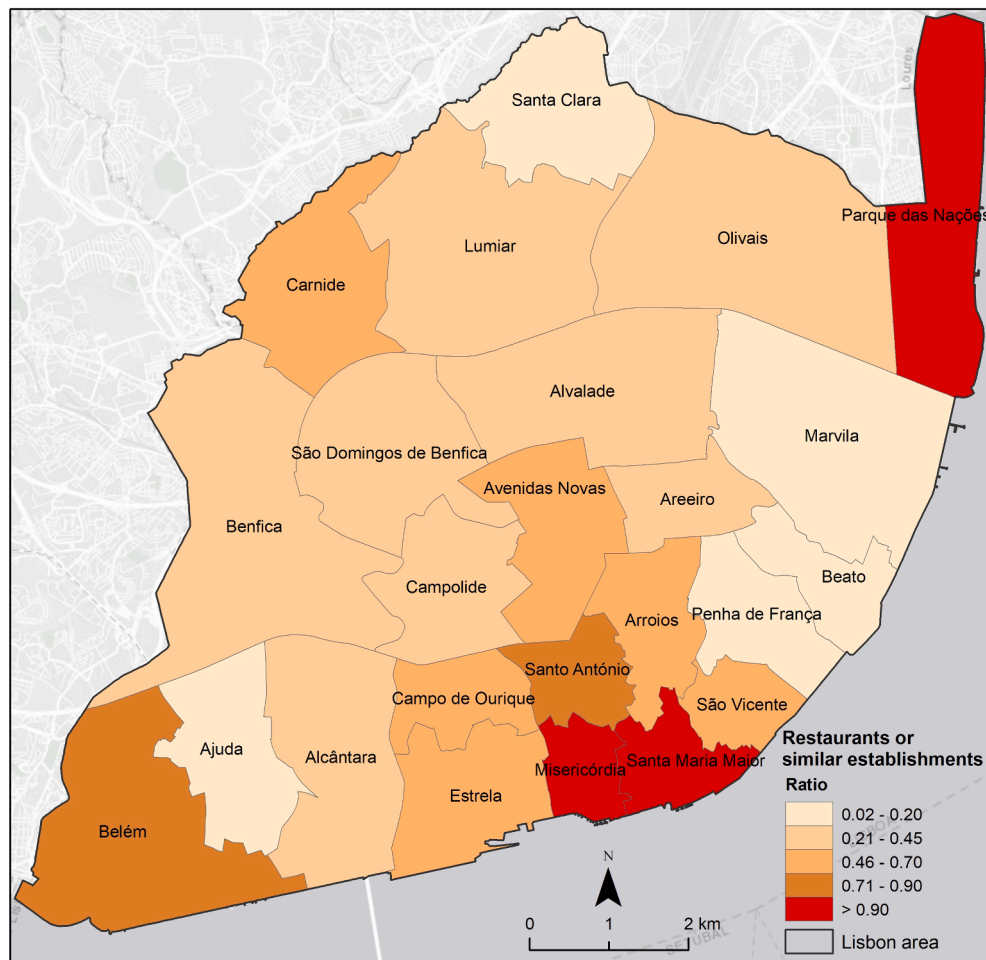 Santa Clara
Loures
Parque das Nações
Olivais
Lumiar
Carnide
Alvalade
Marvila
São Domingos de Benfica
Avenidas Novas
Areeiro
Benfica
Beato
Campolide
Penha de França
Arroios
Santo António
Campo de Ourique
São Vicente
Ajuda
Alcântara
Misericórdia
Santa Maria Maior
Estrela
Belém
Restaurants or
similar establishments
Ratio
0.02 - 0.20
0.21 - 0.45
0.46 - 0.70
0.71 - 0.90
> 0.90
Lisbon area
N
0 1 2 km
SETÚBAL